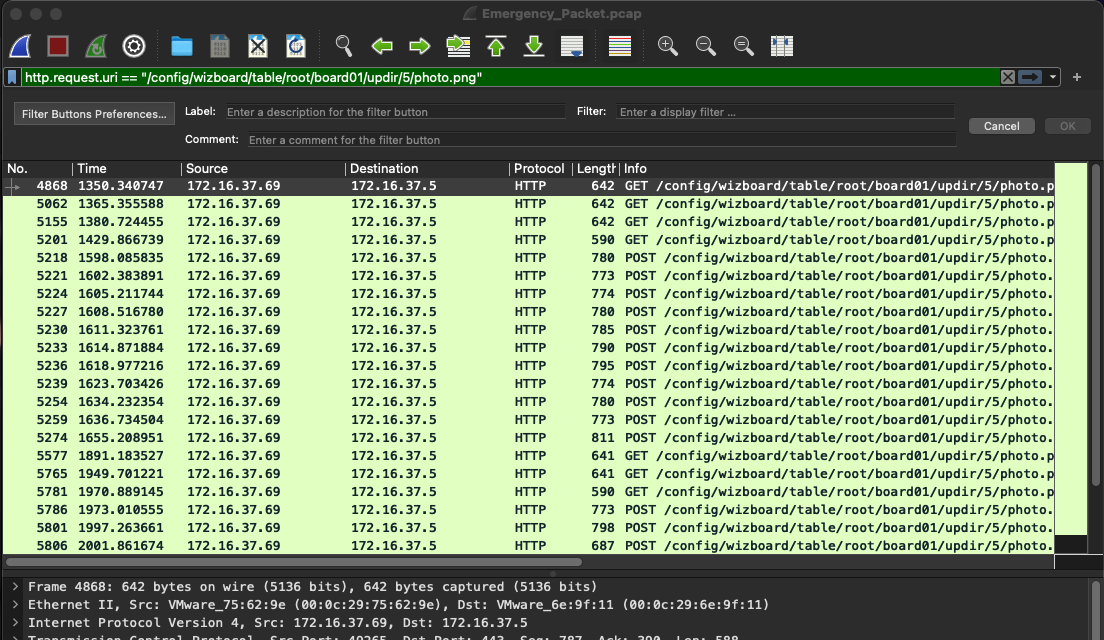 Emergency_Packet.pcap
http.request.uri == "/config/wizboard/table/root/board01/updir/5/photo.png"
Filter Buttons Preferences... Label: Enter a description for the filter button Filter: Enter a display filter ...
Cancel OK
Comment: Enter a comment for the filter button
No. Time Source Destination Protocol Length Info
4868 1350.340747 172.16.37.69 172.16.37.5 HTTP 642 GET /config/wizboard/table/root/board01/updir/5/photo.p
5062 1365.355588 172.16.37.69 172.16.37.5 HTTP 642 GET /config/wizboard/table/root/board01/updir/5/photo.p
5155 1380.724455 172.16.37.69 172.16.37.5 HTTP 642 GET /config/wizboard/table/root/board01/updir/5/photo.p
5201 1429.866739 172.16.37.69 172.16.37.5 HTTP 590 GET /config/wizboard/table/root/board01/updir/5/photo.p
5218 1598.085835 172.16.37.69 172.16.37.5 HTTP 780 POST /config/wizboard/table/root/board01/updir/5/photo.
5221 1602.383891 172.16.37.69 172.16.37.5 HTTP 773 POST /config/wizboard/table/root/board01/updir/5/photo.
5224 1605.211744 172.16.37.69 172.16.37.5 HTTP 774 POST /config/wizboard/table/root/board01/updir/5/photo.
5227 1608.516780 172.16.37.69 172.16.37.5 HTTP 780 POST /config/wizboard/table/root/board01/updir/5/photo.
5230 1611.323761 172.16.37.69 172.16.37.5 HTTP 785 POST /config/wizboard/table/root/board01/updir/5/photo.
5233 1614.871884 172.16.37.69 172.16.37.5 HTTP 790 POST /config/wizboard/table/root/board01/updir/5/photo.
5236 1618.977216 172.16.37.69 172.16.37.5 HTTP 795 POST /config/wizboard/table/root/board01/updir/5/photo.
5239 1623.703426 172.16.37.69 172.16.37.5 HTTP 774 POST /config/wizboard/table/root/board01/updir/5/photo.
5254 1634.232354 172.16.37.69 172.16.37.5 HTTP 780 POST /config/wizboard/table/root/board01/updir/5/photo.
5259 1636.734504 172.16.37.69 172.16.37.5 HTTP 773 POST /config/wizboard/table/root/board01/updir/5/photo.
5274 1655.208951 172.16.37.69 172.16.37.5 HTTP 811 POST /config/wizboard/table/root/board01/updir/5/photo.
5577 1891.183527 172.16.37.69 172.16.37.5 HTTP 641 GET /config/wizboard/table/root/board01/updir/5/photo.p
5765 1949.701221 172.16.37.69 172.16.37.5 HTTP 641 GET /config/wizboard/table/root/board01/updir/5/photo.p
5781 1970.889145 172.16.37.69 172.16.37.5 HTTP 590 GET /config/wizboard/table/root/board01/updir/5/photo.p
5786 1973.010555 172.16.37.69 172.16.37.5 HTTP 773 POST /config/wizboard/table/root/board01/updir/5/photo.
5801 1997.263661 172.16.37.69 172.16.37.5 HTTP 798 POST /config/wizboard/table/root/board01/updir/5/photo.
5806 2001.861674 172.16.37.69 172.16.37.5 HTTP 687 POST /config/wizboard/table/root/board01/updir/5/photo.
Frame 4868: 642 bytes on wire (5136 bits), 642 bytes captured (5136 bits)
Ethernet II, Src: VMware_75:62:9e (00:0c:29:75:62:9e), Dst: VMware_6e:9f:11 (00:0c:29:6e:9f:11)
Internet Protocol Version 4, Src: 172.16.37.69, Dst: 172.16.37.5
Transmission Control Protocol, Src Port: 49265, Dst Port: 443, Seq: 787, Ack: 390, Len: 588